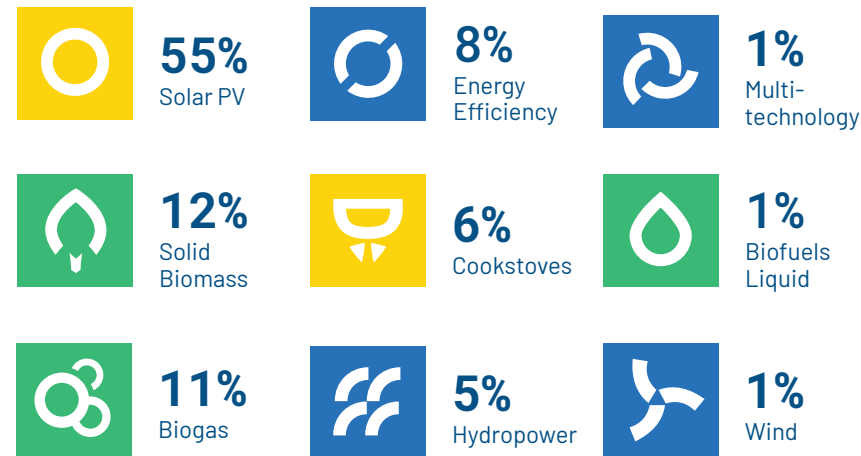 55%
Solar PV
8%
Energy
Efficiency
1%
Multi-
technology
12%
Solid
Biomass
6%
Cookstoves
1%
Biofuels
Liquid
11%
Biogas
5%
Hydropower
1%
Wind